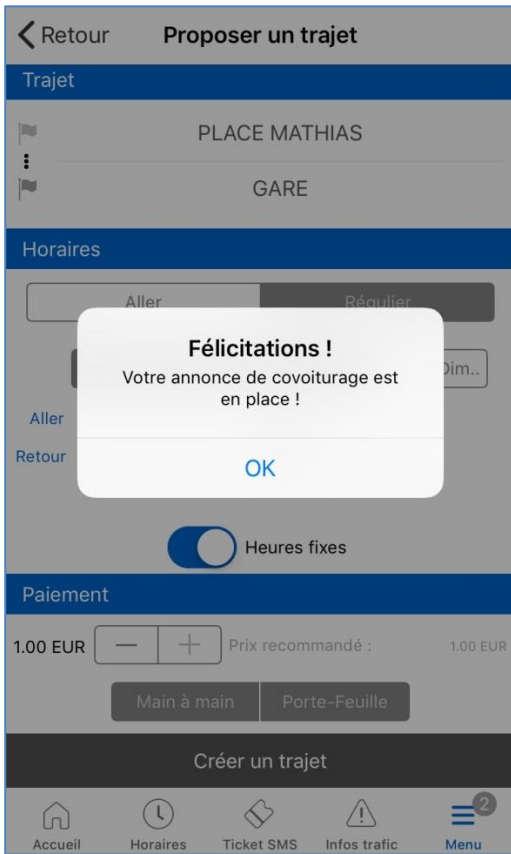 Retour Proposer un trajet
Trajet
PLACE MATHIAS
GARE
Horaires
Aller Régulier
Félicitations !
Votre annonce de covoiturage est
en place !
Dim..
Aller
Retour
OK
Heures fixes
Paiement
1.00 EUR — + Prix recommandé : 1.00 EUR
Main à main Porte-Feuille
Créer un trajet
2
Accueil Horaires Ticket SMS Infos trafic Menu